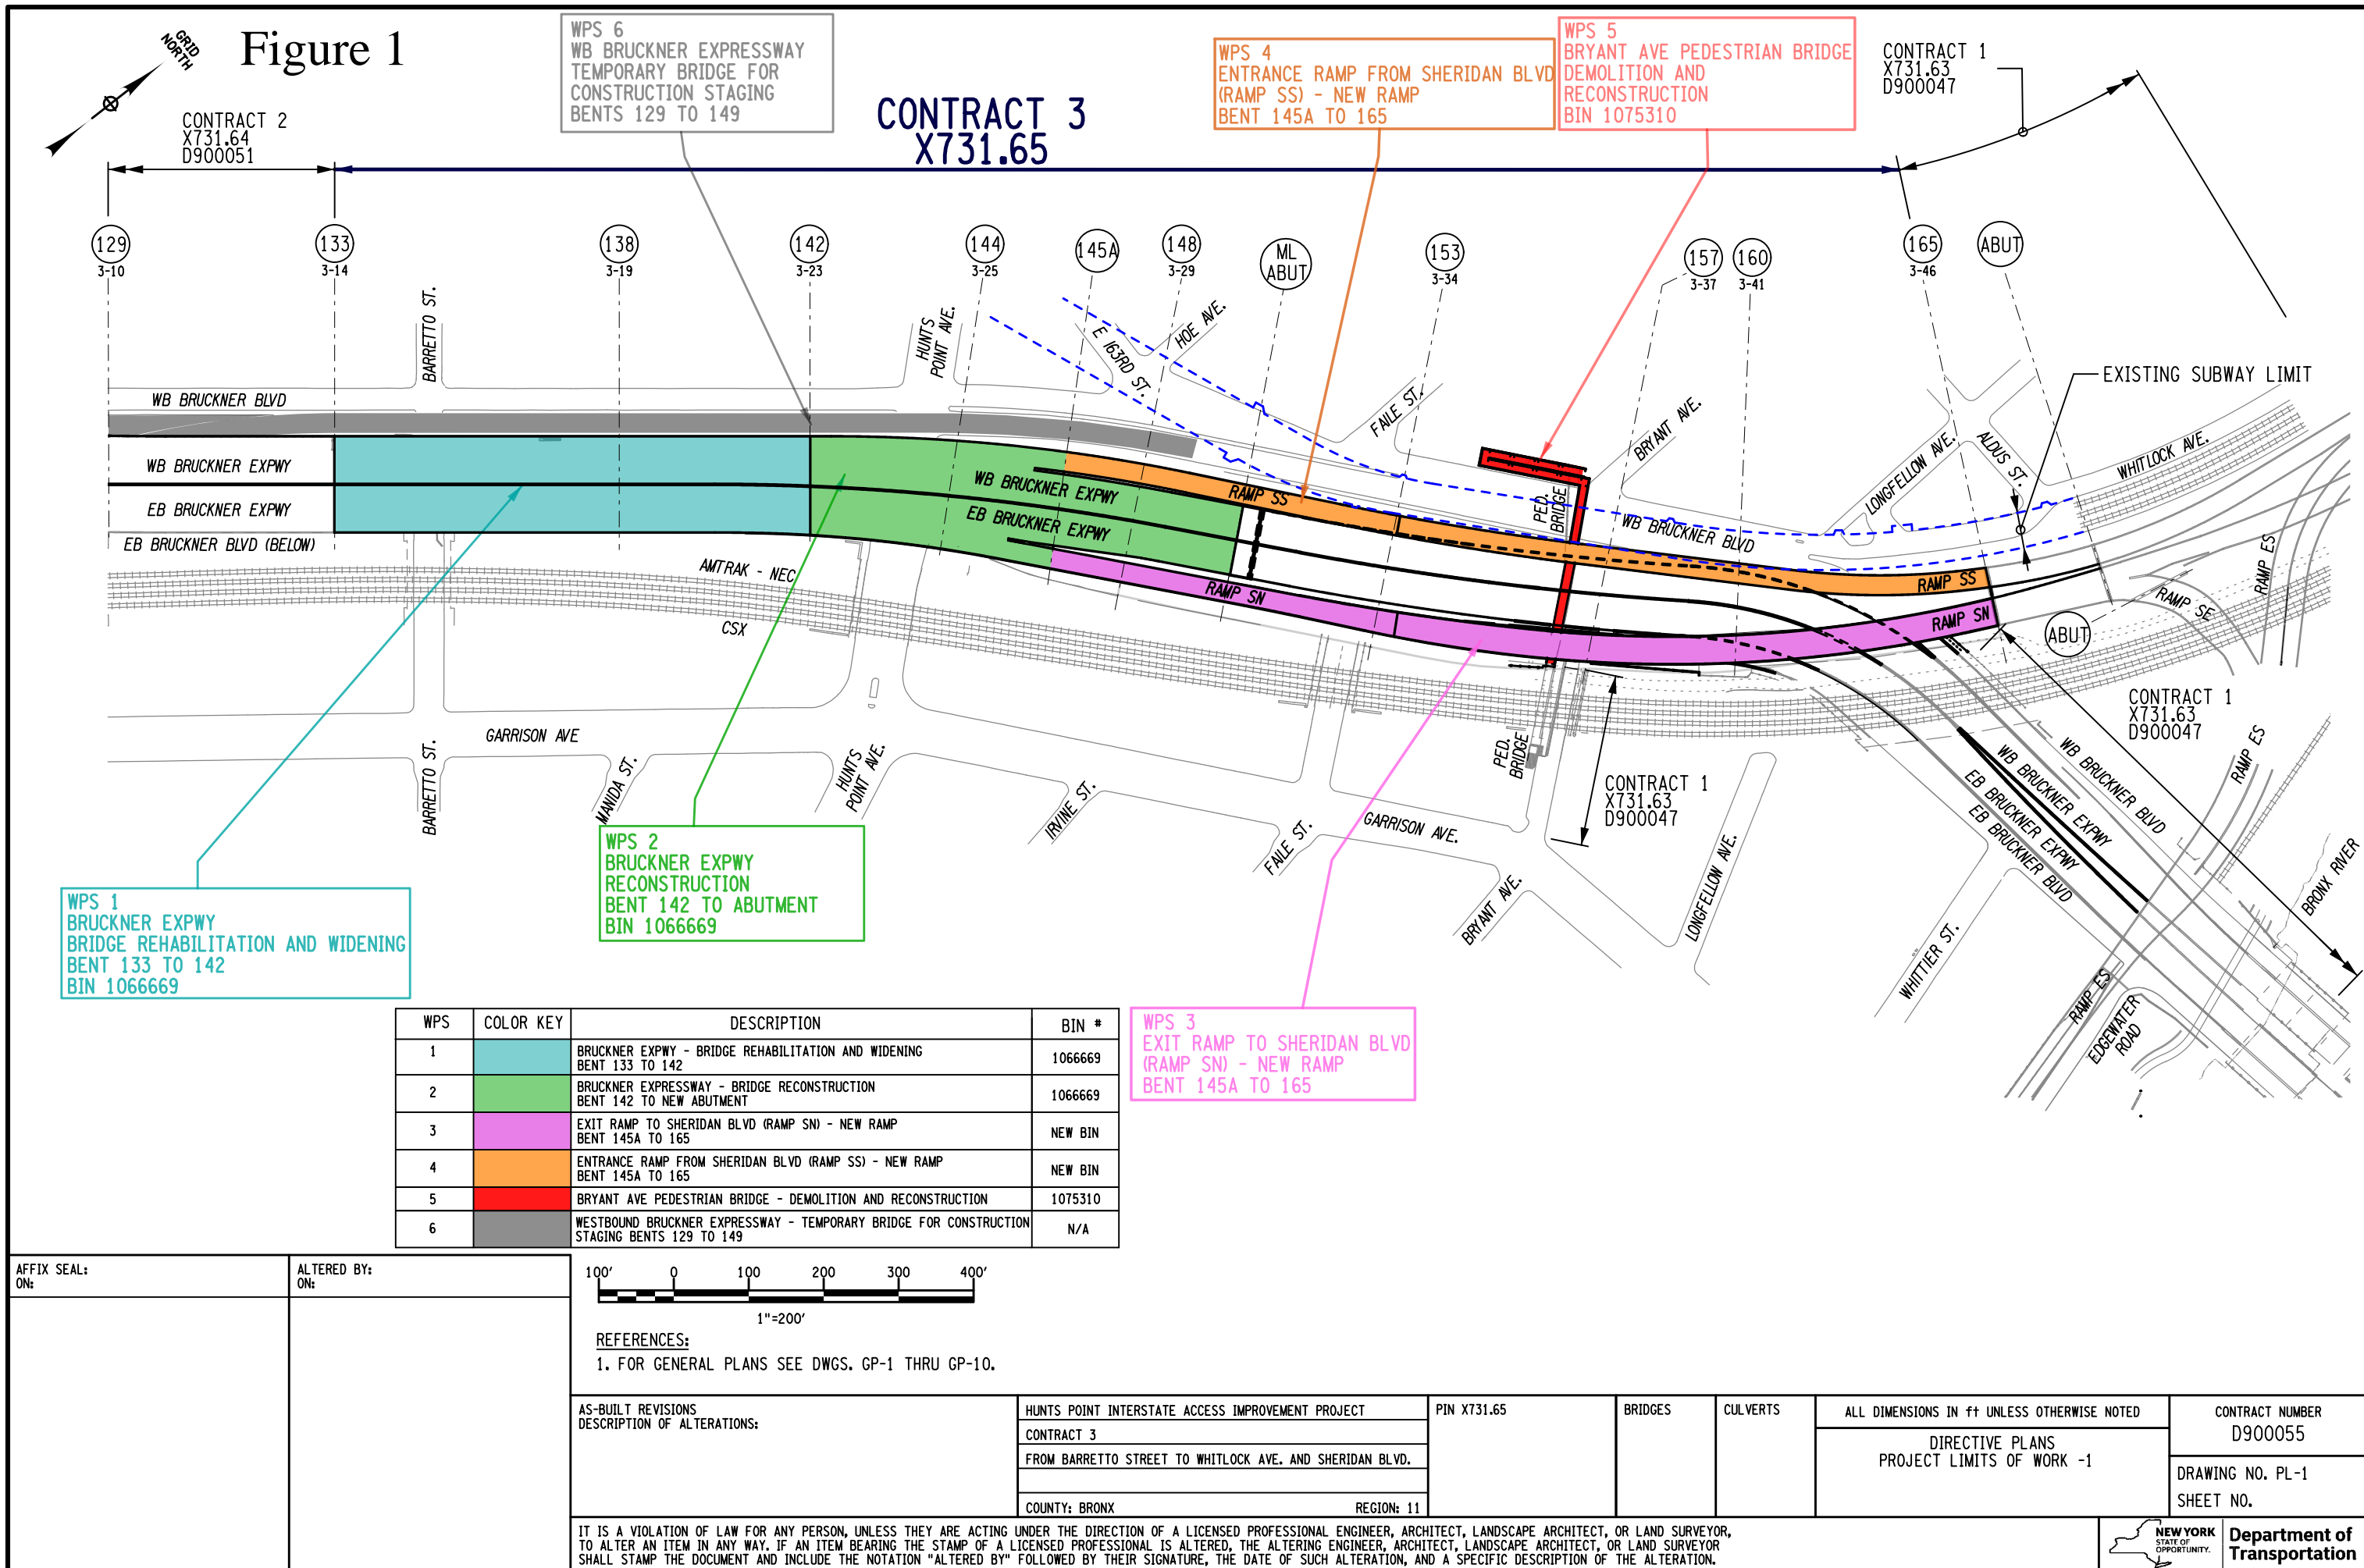 Figure 1
GRID
NORTH
CONTRACT 2
X731.64
D900051
WPS 6
WB BRUCKNER EXPRESSWAY
TEMPORARY BRIDGE FOR
CONSTRUCTION STAGING
BENTS 129 TO 149
CONTRACT 3
X731.65
WPS 4
ENTRANCE RAMP FROM SHERIDAN BLVD
(RAMP SS) - NEW RAMP
BENT 145A TO 165
WPS 5
BRYANT AVE PEDESTRIAN BRIDGE
DEMOLITION AND
RECONSTRUCTION
BIN 1075310
CONTRACT 1
X731.63
D900047
129
3-10
133
3-14
138
3-19
142
3-23
144
3-25
145A
148
3-29
ML
ABUT
153
3-34
157
3-37
160
3-41
165
3-46
ABUT
BARRETTO ST.
HUNTS
POINT AVE.
E 163RD ST.
HOE AVE.
FAILE ST.
BRYANT AVE.
LONGFELLOW AVE.
ALDUS ST.
EXISTING SUBWAY LIMIT
WHITLOCK AVE.
WB BRUCKNER BLVD
WB BRUCKNER EXPWY
EB BRUCKNER EXPWY
EB BRUCKNER BLVD (BELOW)
WB BRUCKNER EXPWY
EB BRUCKNER EXPWY
RAMP SS
PED.
BRIDGE
WB BRUCKNER BLVD
RAMP SS
RAMP SN
RAMP SN
RAMP ES
RAMP SE
ABUT
AMTRAK - NEC
CSX
GARRISON AVE
BARRETTO ST.
MANIDA ST.
HUNTS
POINT AVE.
IRVINE ST.
FAILE ST.
GARRISON AVE.
PED.
BRIDGE
BRYANT AVE.
CONTRACT 1
X731.63
D900047
LONGFELLOW AVE.
WHITTIER ST.
CONTRACT 1
X731.63
D900047
WB BRUCKNER BLVD
WB BRUCKNER EXPWY
EB BRUCKNER EXPWY
EB BRUCKNER BLVD
RAMP ES
BRONX RIVER
RAMP ES
EDGEWATER
ROAD
WPS 1
BRUCKNER EXPWY
BRIDGE REHABILITATION AND WIDENING
BENT 133 TO 142
BIN 1066669
WPS 2
BRUCKNER EXPWY
RECONSTRUCTION
BENT 142 TO ABUTMENT
BIN 1066669
WPS 3
EXIT RAMP TO SHERIDAN BLVD
(RAMP SN) - NEW RAMP
BENT 145A TO 165
WPS COLOR KEY DESCRIPTION BIN *
1 BRUCKNER EXPWY - BRIDGE REHABILITATION AND WIDENING
BENT 133 TO 142 1066669
2 BRUCKNER EXPRESSWAY - BRIDGE RECONSTRUCTION
BENT 142 TO NEW ABUTMENT 1066669
3 EXIT RAMP TO SHERIDAN BLVD (RAMP SN) - NEW RAMP
BENT 145A TO 165 NEW BIN
4 ENTRANCE RAMP FROM SHERIDAN BLVD (RAMP SS) - NEW RAMP
BENT 145A TO 165 NEW BIN
5 BRYANT AVE PEDESTRIAN BRIDGE - DEMOLITION AND RECONSTRUCTION 1075310
6 WESTBOUND BRUCKNER EXPRESSWAY - TEMPORARY BRIDGE FOR CONSTRUCTION
STAGING BENTS 129 TO 149 N/A
AFFIX SEAL:
ON:
ALTERED BY:
ON:
100' 0 100 200 300 400'
1"=200'
REFERENCES:
1. FOR GENERAL PLANS SEE DWGS. GP-1 THRU GP-10.
AS-BUILT REVISIONS
DESCRIPTION OF ALTERATIONS:
HUNTS POINT INTERSTATE ACCESS IMPROVEMENT PROJECT
CONTRACT 3
FROM BARRETTO STREET TO WHITLOCK AVE. AND SHERIDAN BLVD.
COUNTY: BRONX REGION: 11
PIN X731.65
BRIDGES
CULVERTS
ALL DIMENSIONS IN ft UNLESS OTHERWISE NOTED
DIRECTIVE PLANS
PROJECT LIMITS OF WORK -1
CONTRACT NUMBER
D900055
DRAWING NO. PL-1
SHEET NO.
IT IS A VIOLATION OF LAW FOR ANY PERSON, UNLESS THEY ARE ACTING UNDER THE DIRECTION OF A LICENSED PROFESSIONAL ENGINEER, ARCHITECT, LANDSCAPE ARCHITECT, OR LAND SURVEYOR,
TO ALTER AN ITEM IN ANY WAY. IF AN ITEM BEARING THE STAMP OF A LICENSED PROFESSIONAL IS ALTERED, THE ALTERING ENGINEER, ARCHITECT, LANDSCAPE ARCHITECT, OR LAND SURVEYOR
SHALL STAMP THE DOCUMENT AND INCLUDE THE NOTATION "ALTERED BY" FOLLOWED BY THEIR SIGNATURE, THE DATE OF SUCH ALTERATION, AND A SPECIFIC DESCRIPTION OF THE ALTERATION.
NEW YORK
STATE OF
OPPORTUNITY.
Department of
Transportation